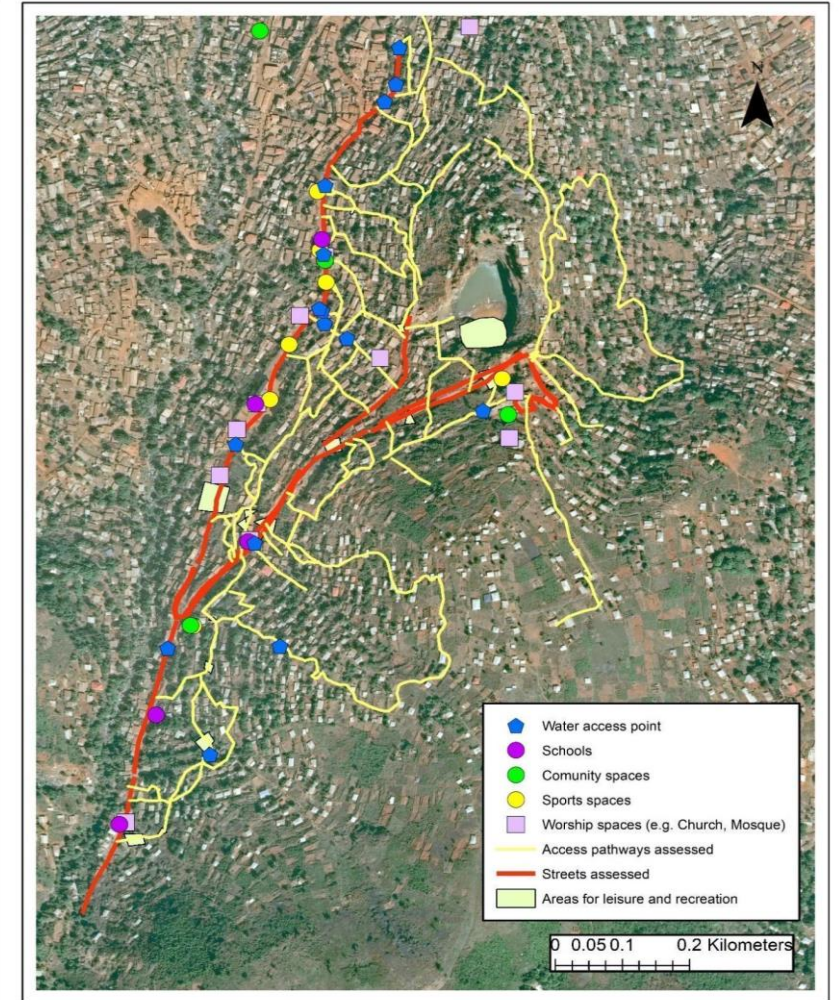 N
Water access point
Schools
Comunity spaces
Sports spaces
Worship spaces (e.g. Church, Mosque)
Access pathways assessed
Streets assessed
Areas for leisure and recreation
0 0.05 0.1 0.2 Kilometers